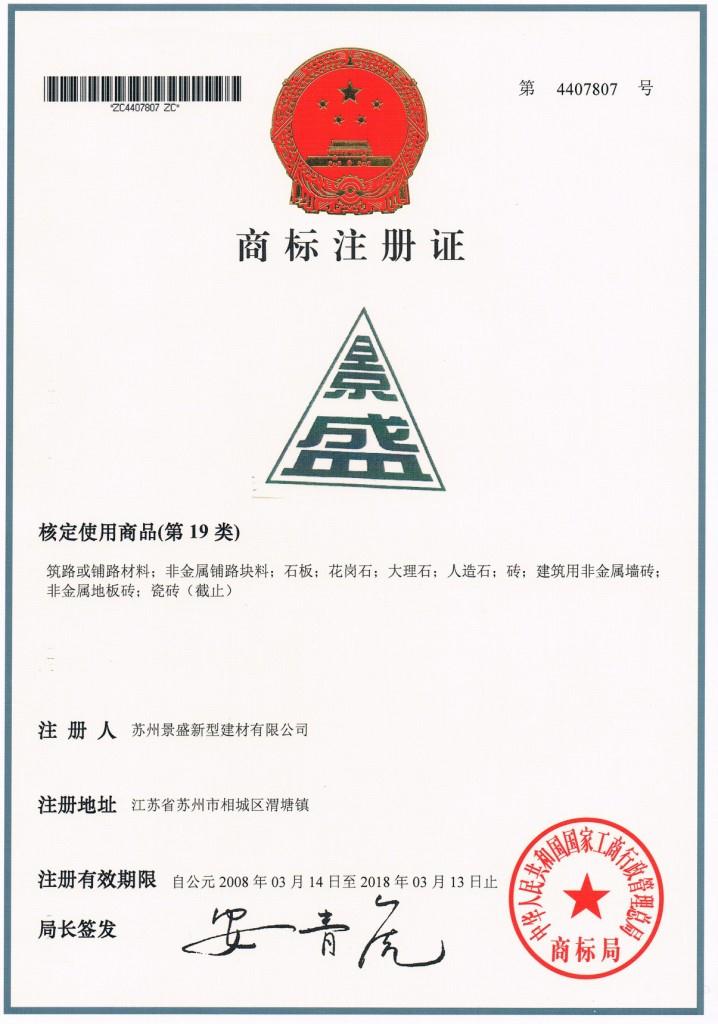 *ZC4407807 ZC*
第 4407807 号
商标注册证
景
盛
核定使用商品(第 19 类)
筑路或铺路材料；非金属铺路块料；石板；花岗石；大理石；人造石；砖；建筑用非金属墙砖；
非金属地板砖；瓷砖（截止）
注 册 人 苏州景盛新型建材有限公司
注册地址 江苏省苏州市相城区渭塘镇
注册有效期限 自公元 2008 年 03 月 14 日至 2018 年 03 月 13 日止
局长签发 安青虎
中华人民共和国国家工商行政管理总局
商标局